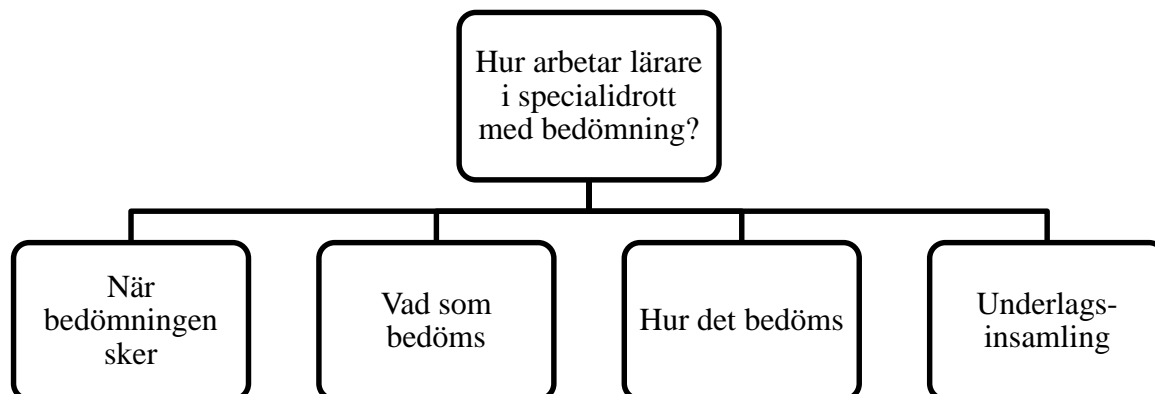 Hur arbetar lärare
i specialidrott
med bedömning?
När
bedömningen
sker
Vad som
bedöms
Hur det bedöms
Underlags-
insamling